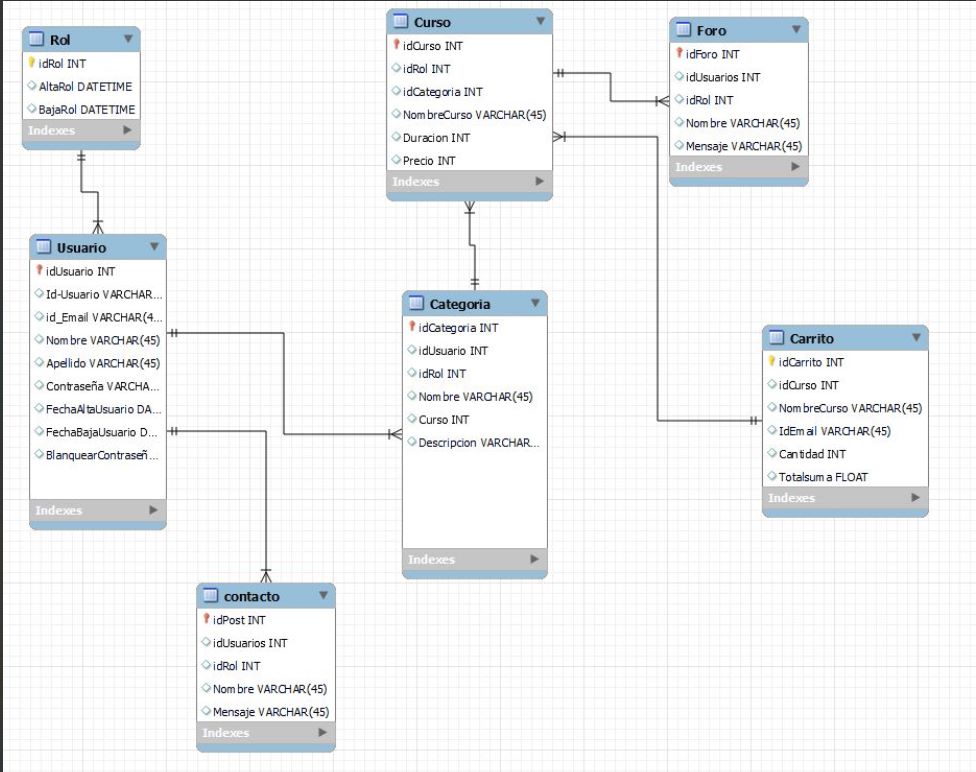 Rol
idRol INT
AltaRol DATETIME
BajaRol DATETIME
Indexes
Curso
idCurso INT
idRol INT
idCategoria INT
NombreCurso VARCHAR(45)
Duracion INT
Precio INT
Indexes
Foro
idForo INT
idUsuarios INT
idRol INT
Nombre VARCHAR(45)
Mensaje VARCHAR(45)
Indexes
Usuario
idUsuario INT
Id-Usuario VARCHAR...
id_Email VARCHAR(4...
Nombre VARCHAR(45)
Apellido VARCHAR(45)
Contraseña VARCHA...
FechaAltaUsuario DA...
FechaBajaUsuario D...
BlanquearContraseñ...
Indexes
Categoria
idCategoria INT
idUsuario INT
idRol INT
Nombre VARCHAR(45)
Curso INT
Descripcion VARCHAR...
Indexes
Carrito
idCarrito INT
idCurso INT
NombreCurso VARCHAR(45)
IdEmail VARCHAR(45)
Cantidad INT
Totalsuma FLOAT
Indexes
contacto
idPost INT
idUsuarios INT
idRol INT
Nombre VARCHAR(45)
Mensaje VARCHAR(45)
Indexes